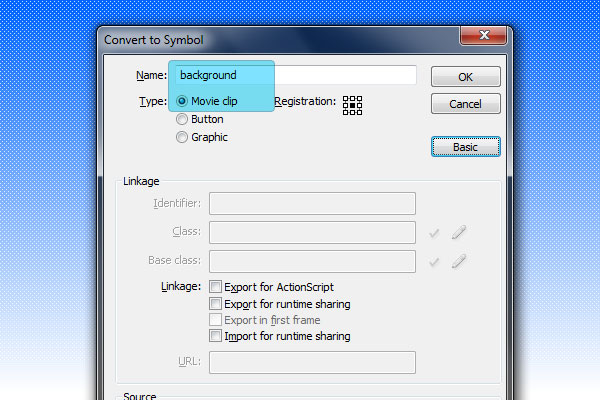 Convert to Symbol
Name: background OK
Type: Movie clip Registration: Cancel
Button
Graphic Basic
Linkage
Identifier:
Class:
Base class:
Linkage: Export for ActionScript
Export for runtime sharing
Export in first frame
Import for runtime sharing
URL:
Source